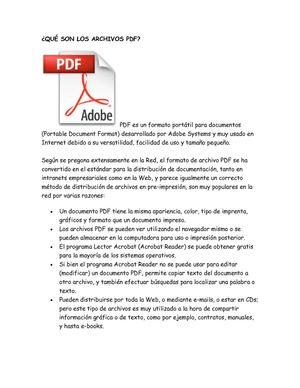 ¿QUÉ SON LOS ARCHIVOS PDF?
PDF
Adobe
PDF es un formato portátil para documentos
(Portable Document Format) desarrollado por Adobe Systems y muy usado en
Internet debido a su versatilidad, facilidad de uso y tamaño pequeño.
Según se pregona extensamente en la Red, el formato de archivo PDF se ha
convertido en el estándar para la distribución de documentación, tanto en
intranets empresariales como en la Web, y parece igualmente un correcto
método de distribución de archivos en pre-impresión, son muy populares en la
red por varias razones:
• Un documento PDF tiene la misma apariencia, color, tipo de imprenta,
gráficos y formato que un documento impreso.
• Los archivos PDF se pueden ver utilizando el navegador mismo o se
pueden almacenar en la computadora para uso o impresión posterior.
• El programa Lector Acrobat (Acrobat Reader) se puede obtener gratis
para la mayoría de los sistemas operativos.
• Si bien el programa Acrobat Reader no se puede usar para editar
(modificar) un documento PDF, permite copiar texto del documento a
otro archivo, y también efectuar búsquedas para localizar una palabra o
texto.
• Pueden distribuirse por toda la Web, o mediante e-mails, o estar en CDs;
pero este tipo de archivos es muy utilizado a la hora de compartir
información gráfica o de texto, como por ejemplo, contratos, manuales,
y hasta e-books.